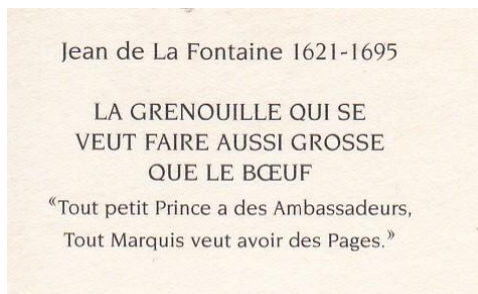 Jean de La Fontaine 1621-1695
LA GRENOUILLE QUI SE
VEUT FAIRE AUSSI GROSSE
QUE LE BŒUF
«Tout petit Prince a des Ambassadeurs,
Tout Marquis veut avoir des Pages.»